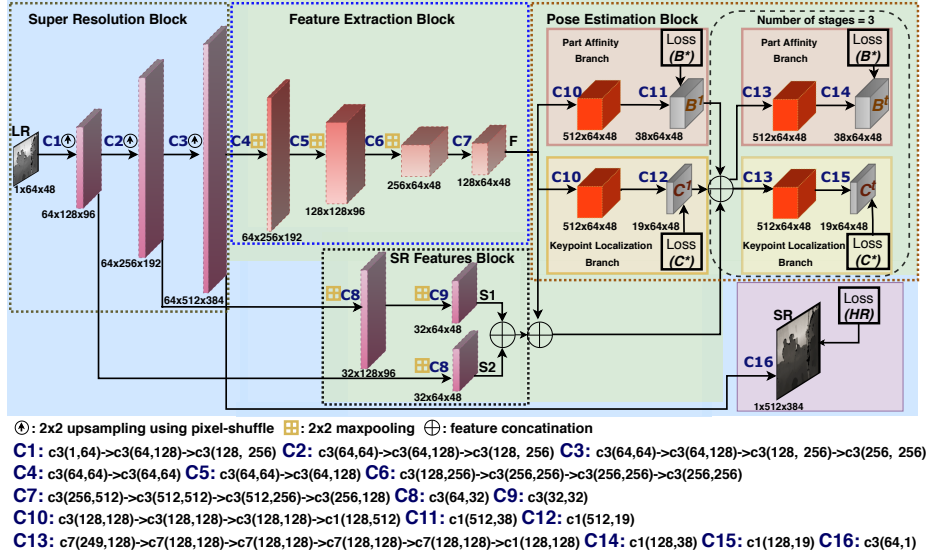 Super Resolution Block
Feature Extraction Block
Pose Estimation Block
Number of stages = 3
Part Affinity
Branch
Loss
(B*)
Part Affinity
Branch
Loss
(B*)
LR
C1
C2
C3
C4
C5
C6
C7
F
C10
C11
B¹
C13
C14
Bᵗ
1x64x48
64x128x96
64x256x192
64x512x384
64x256x192
128x128x96
256x64x48
128x64x48
512x64x48
38x64x48
512x64x48
38x64x48
C10
C12
C¹
C13
C15
Cᵗ
512x64x48
19x64x48
512x64x48
19x64x48
Keypoint Localization
Branch
Loss
(C*)
Keypoint Localization
Branch
Loss
(C*)
SR Features Block
C8
C9
S1
32x64x48
32x128x96
C8
S2
32x64x48
SR
Loss
(HR)
C16
1x512x384
: 2x2 upsampling using pixel-shuffle : 2x2 maxpooling : feature concatination
C1: c3(1,64)->c3(64,128)->c3(128, 256) C2: c3(64,64)->c3(64,128)->c3(128, 256) C3: c3(64,64)->c3(64,128)->c3(128, 256)->c3(256, 256)
C4: c3(64,64)->c3(64,64) C5: c3(64,64)->c3(64,128) C6: c3(128,256)->c3(256,256)->c3(256,256)->c3(256,256)
C7: c3(256,512)->c3(512,512)->c3(512,256)->c3(256,128) C8: c3(64,32) C9: c3(32,32)
C10: c3(128,128)->c3(128,128)->c3(128,128)->c1(128,512) C11: c1(512,38) C12: c1(512,19)
C13: c7(249,128)->c7(128,128)->c7(128,128)->c7(128,128)->c7(128,128)->c1(128,128) C14: c1(128,38) C15: c1(128,19) C16: c3(64,1)